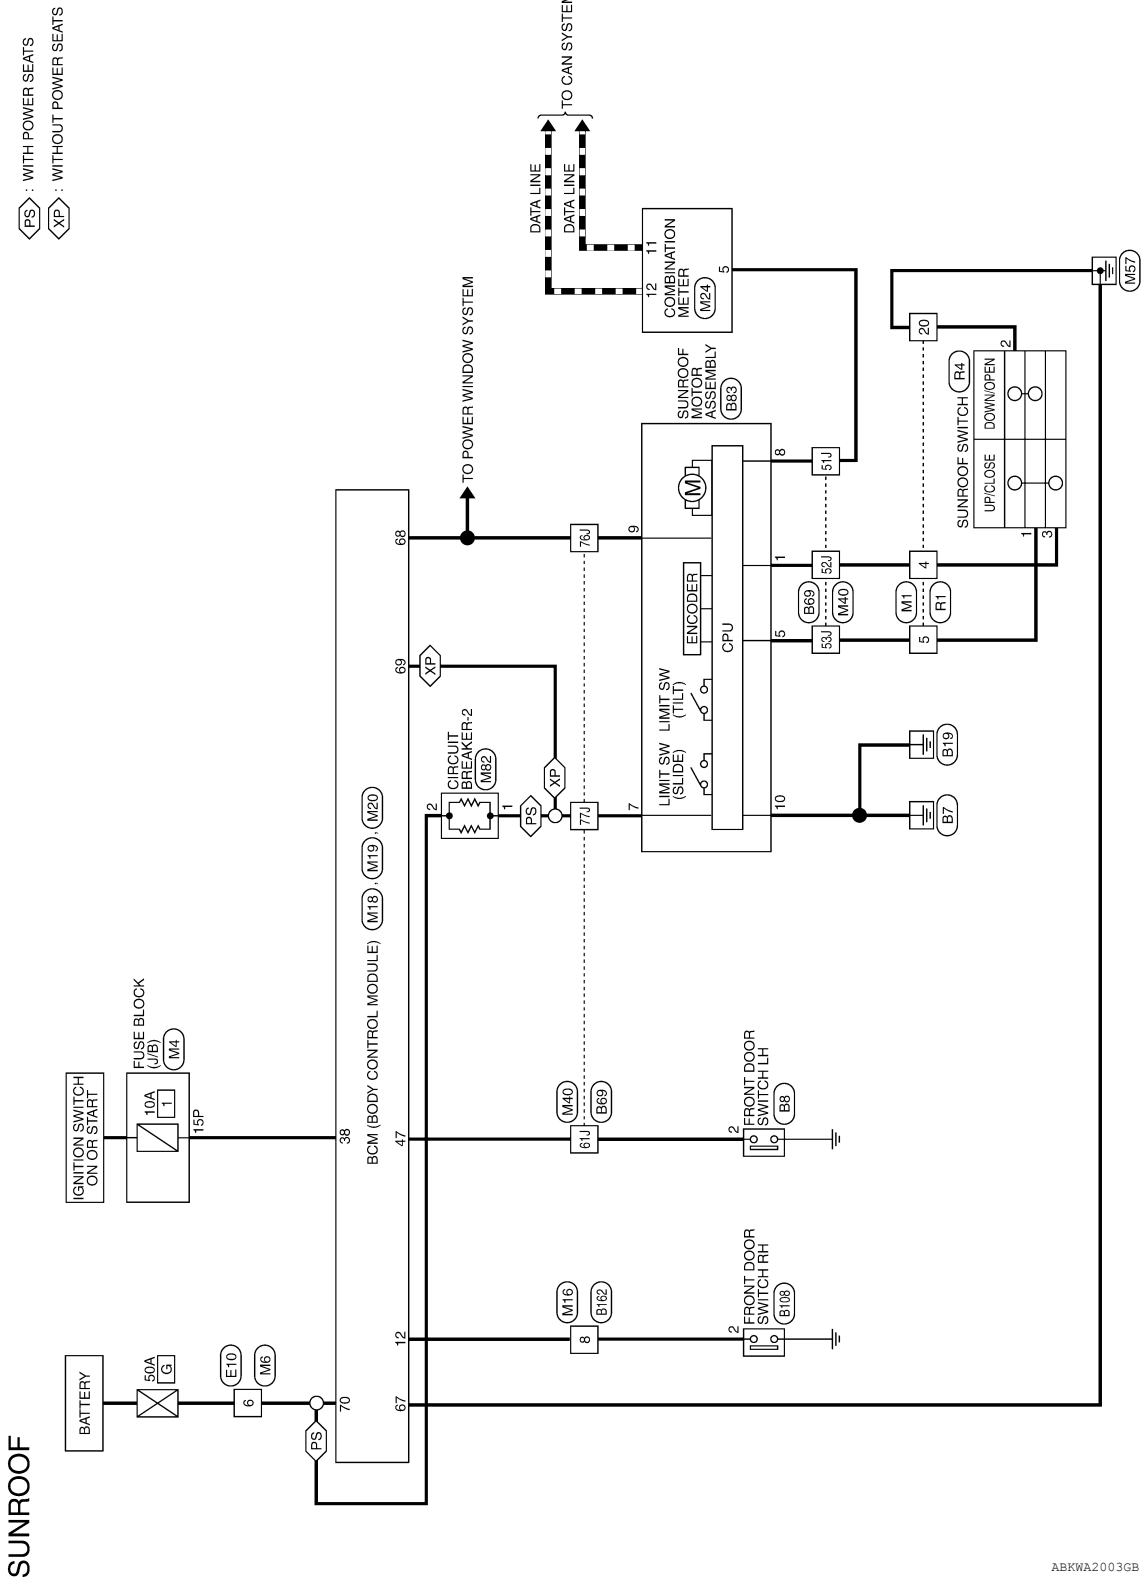 SUNROOF
PS : WITH POWER SEATS
XP : WITHOUT POWER SEATS
BATTERY
50A
G
E10
6
M6
PS
70
IGNITION SWITCH
ON OR START
FUSE BLOCK
(J/B)
M4
10A
1
15P
38
BCM (BODY CONTROL MODULE) M18 , M19 , M20
67
12
47
69
68
XP
TO POWER WINDOW SYSTEM
CIRCUIT
BREAKER-2
M82
2
1
PS
XP
M16
8
B162
M40
61J
B69
77J
76J
2
FRONT DOOR
SWITCH RH
B108
2
FRONT DOOR
SWITCH LH
B8
7
9
SUNROOF
MOTOR
ASSEMBLY
B83
LIMIT SW
(SLIDE)
LIMIT SW
(TILT)
ENCODER
M
CPU
10
5
1
8
B7
B19
53J
B69
M40
52J
51J
5
M1
R1
4
20
DATA LINE
DATA LINE
TO CAN SYSTEM
12
11
COMBINATION
METER
M24
5
SUNROOF SWITCH R4
UP/CLOSE
DOWN/OPEN
1
3
2
M57
ABKWA2003GB